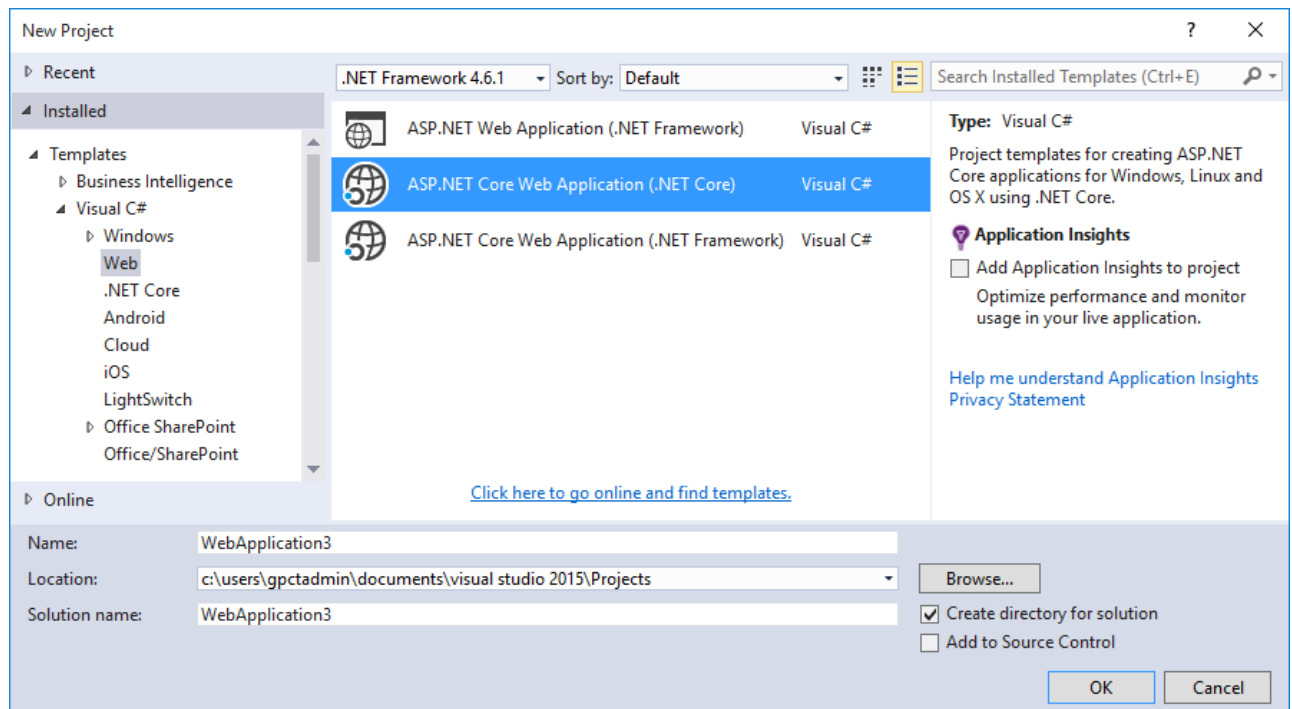 New Project
?
Recent
.NET Framework 4.6.1
Sort by: Default
Search Installed Templates (Ctrl+E)
Installed
Templates
Business Intelligence
Visual C#
Windows
Web
.NET Core
Android
Cloud
iOS
LightSwitch
Office SharePoint
Office/SharePoint
Online
ASP.NET Web Application (.NET Framework) Visual C#
ASP.NET Core Web Application (.NET Core) Visual C#
ASP.NET Core Web Application (.NET Framework) Visual C#
Click here to go online and find templates.
Type: Visual C#
Project templates for creating ASP.NET
Core applications for Windows, Linux and
OS X using .NET Core.
Application Insights
Add Application Insights to project
Optimize performance and monitor
usage in your live application.
Help me understand Application Insights
Privacy Statement
Name: WebApplication3
Location: c:\users\gpctadmin\documents\visual studio 2015\Projects
Browse...
Solution name: WebApplication3
Create directory for solution
Add to Source Control
OK
Cancel